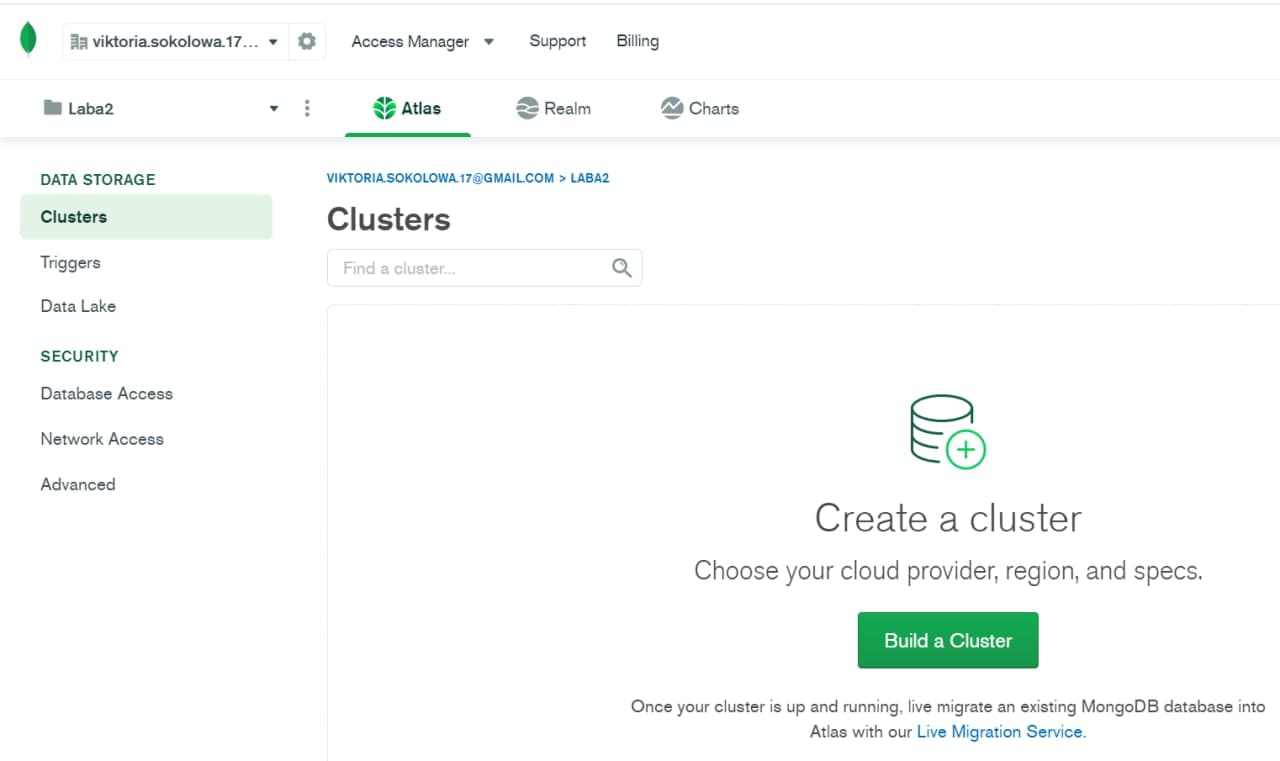 viktoria.sokolowa.17...
Access Manager
Support
Billing
Laba2
Atlas
Realm
Charts
DATA STORAGE
Clusters
Triggers
Data Lake
SECURITY
Database Access
Network Access
Advanced
VIKTORIA.SOKOLOWA.17@GMAIL.COM > LABA2
Clusters
Find a cluster...
Create a cluster
Choose your cloud provider, region, and specs.
Build a Cluster
Once your cluster is up and running, live migrate an existing MongoDB database into
Atlas with our Live Migration Service.